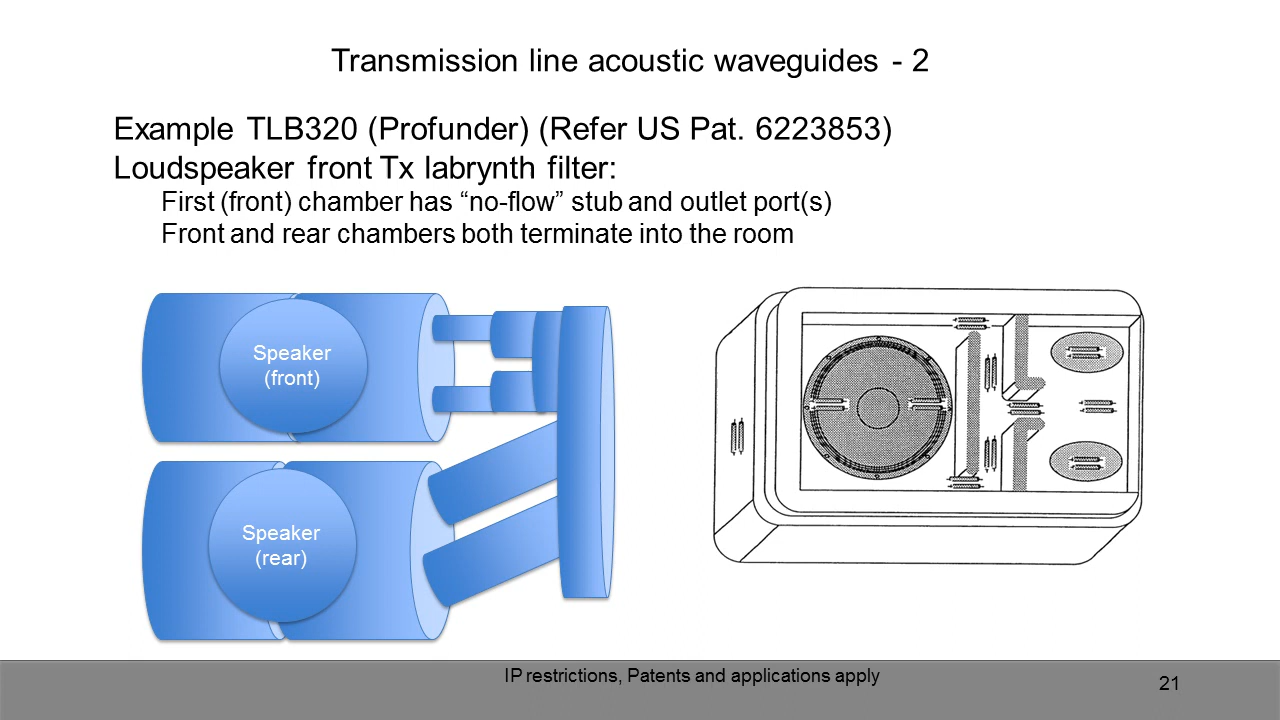 Transmission line acoustic waveguides - 2
Example TLB320 (Profunder) (Refer US Pat. 6223853)
Loudspeaker front Tx labrynth filter:
First (front) chamber has “no-flow” stub and outlet port(s)
Front and rear chambers both terminate into the room
Speaker
(front)
Speaker
(rear)
IP restrictions, Patents and applications apply
21